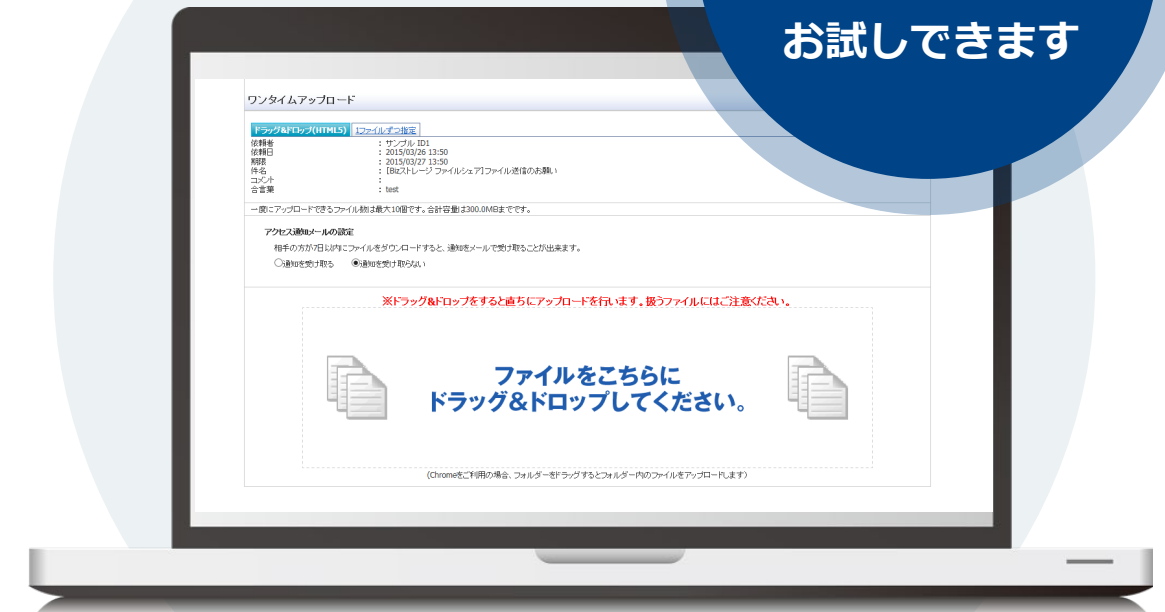 お試しできます
ワンタイムアップロード
ドラッグ&ドロップ(HTML5) 1ファイルずつ指定
依頼者 : サンプル ID1
依頼日 : 2015/03/26 13:50
期限 : 2015/03/27 13:50
件名 : [Bizストレージ ファイルシェア]ファイル送信のお願い
コメント :
合言葉 : test
一度にアップロードできるファイル数は最大10個です。合計容量は300.0MBまでです。
アクセス通知メールの設定
相手の方が7日以内にファイルをダウンロードすると、通知をメールで受け取ることが出来ます。
通知を受け取る 通知を受け取らない
※ドラッグ&ドロップをすると直ちにアップロードを行います。扱うファイルにはご注意ください。
ファイルをこちらに
ドラッグ&ドロップしてください。
(Chromeをご利用の場合、フォルダーをドラッグするとフォルダー内のファイルをアップロードします)